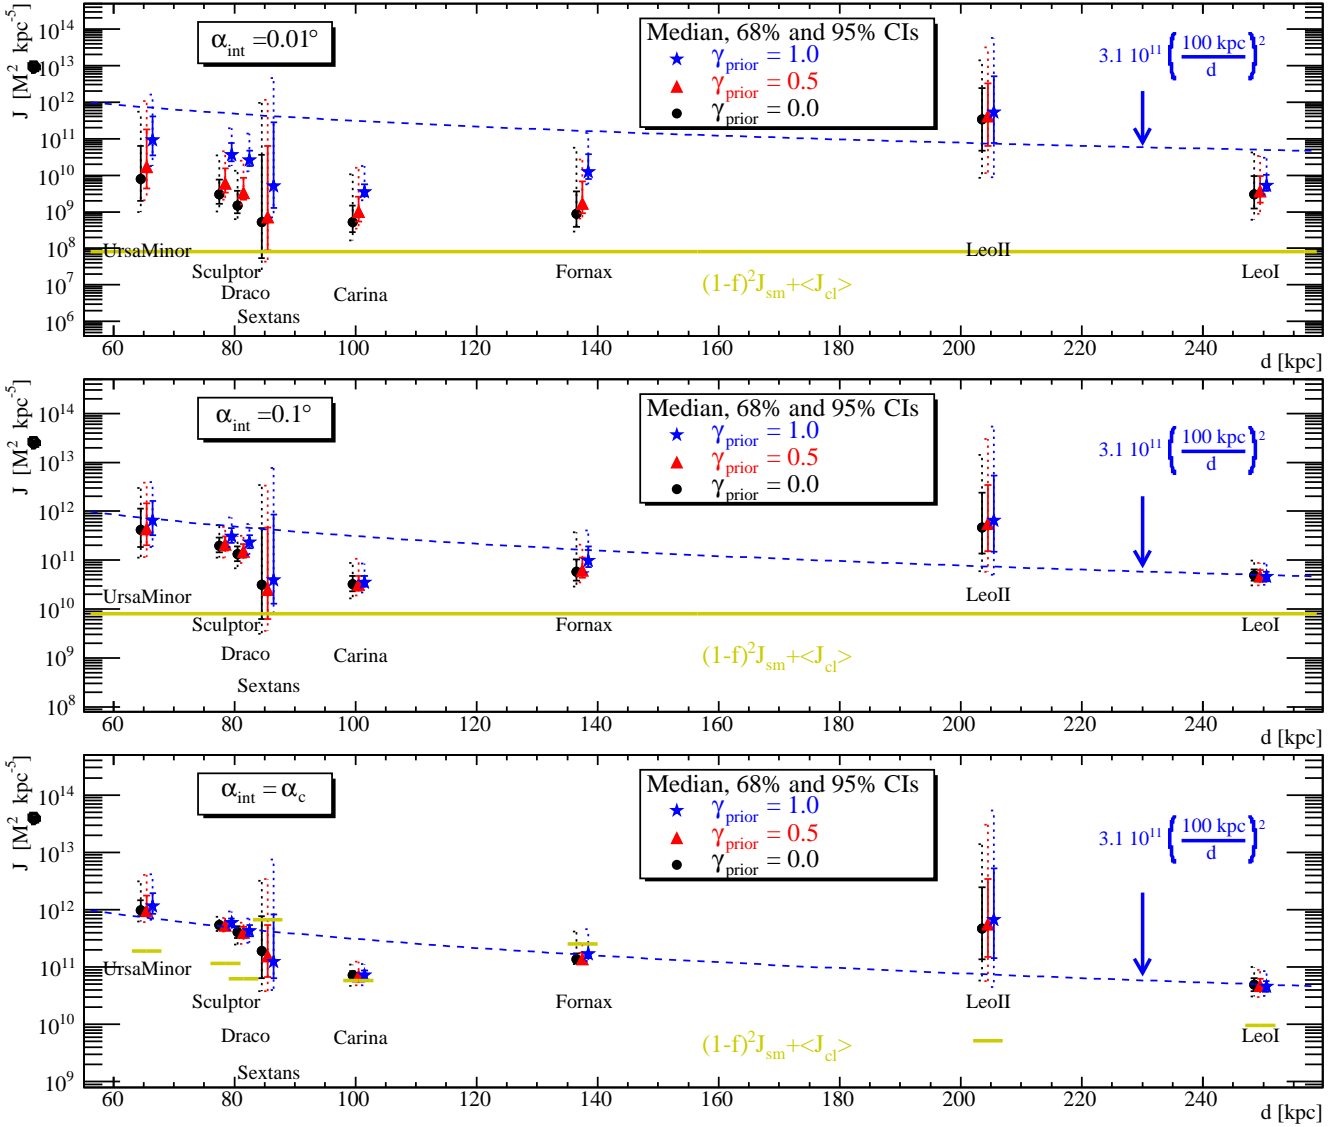 α_int =0.01°
Median, 68% and 95% CIs
γ_prior = 1.0
γ_prior = 0.5
γ_prior = 0.0
3.1 10^11 (100 kpc / d)^2
J [M^2 kpc^-5]
10^14
10^13
10^12
10^11
10^10
10^9
10^8
10^7
10^6
UrsaMinor
Sculptor
Draco
Sextans
Carina
Fornax
LeoII
LeoI
(1-f)^2 J_sm+<J_cl>
60 80 100 120 140 160 180 200 220 240
d [kpc]
α_int =0.1°
Median, 68% and 95% CIs
γ_prior = 1.0
γ_prior = 0.5
γ_prior = 0.0
3.1 10^11 (100 kpc / d)^2
J [M^2 kpc^-5]
10^14
10^13
10^12
10^11
10^10
10^9
10^8
UrsaMinor
Sculptor
Draco
Sextans
Carina
Fornax
LeoII
LeoI
(1-f)^2 J_sm+<J_cl>
60 80 100 120 140 160 180 200 220 240
d [kpc]
α_int = α_c
Median, 68% and 95% CIs
γ_prior = 1.0
γ_prior = 0.5
γ_prior = 0.0
3.1 10^11 (100 kpc / d)^2
J [M^2 kpc^-5]
10^14
10^13
10^12
10^11
10^10
10^9
UrsaMinor
Sculptor
Draco
Sextans
Carina
Fornax
LeoII
LeoI
(1-f)^2 J_sm+<J_cl>
60 80 100 120 140 160 180 200 220 240
d [kpc]